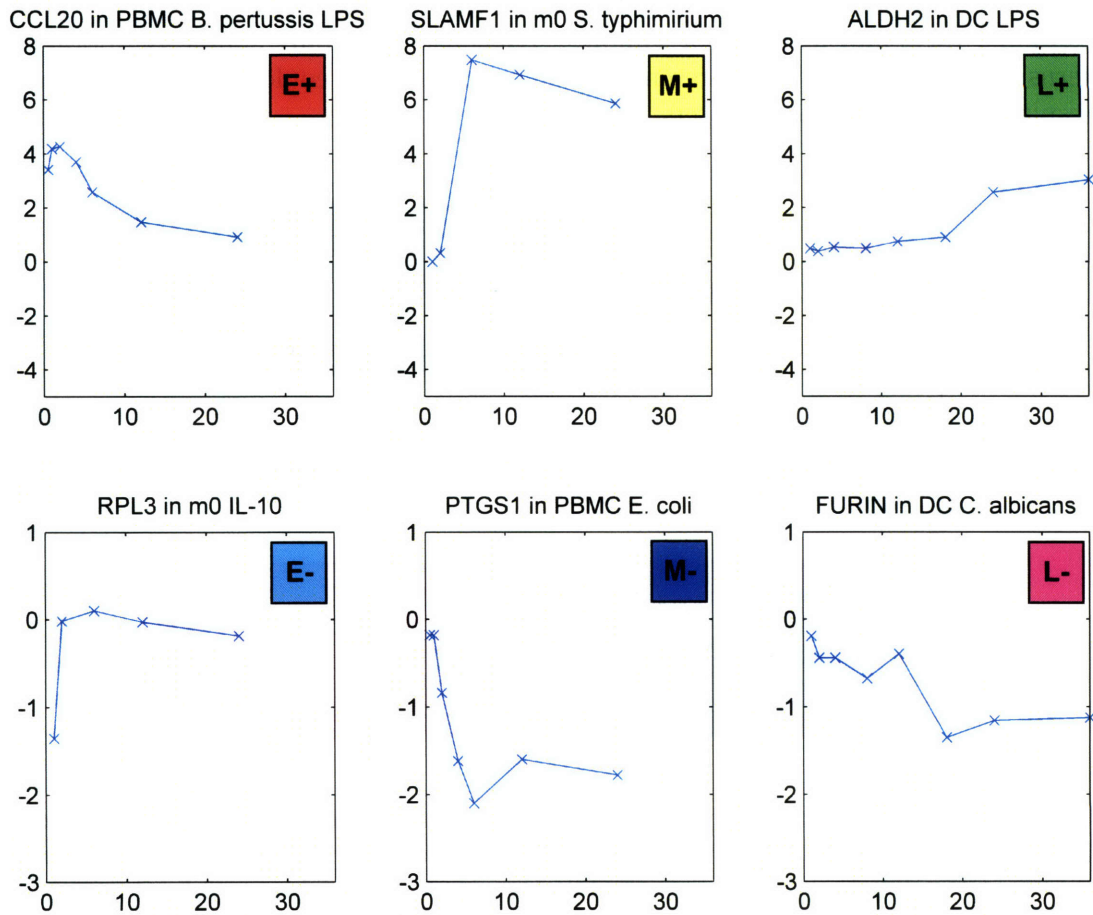 CCL20 in PBMC B. pertussis LPS
8
6
4
2
0
-2
-4
0 10 20 30
E+
SLAMF1 in m0 S. typhimirium
8
6
4
2
0
-2
-4
0 10 20 30
M+
ALDH2 in DC LPS
8
6
4
2
0
-2
-4
0 10 20 30
L+
RPL3 in m0 IL-10
1
0
-1
-2
-3
0 10 20 30
E-
PTGS1 in PBMC E. coli
1
0
-1
-2
-3
0 10 20 30
M-
FURIN in DC C. albicans
1
0
-1
-2
-3
0 10 20 30
L-